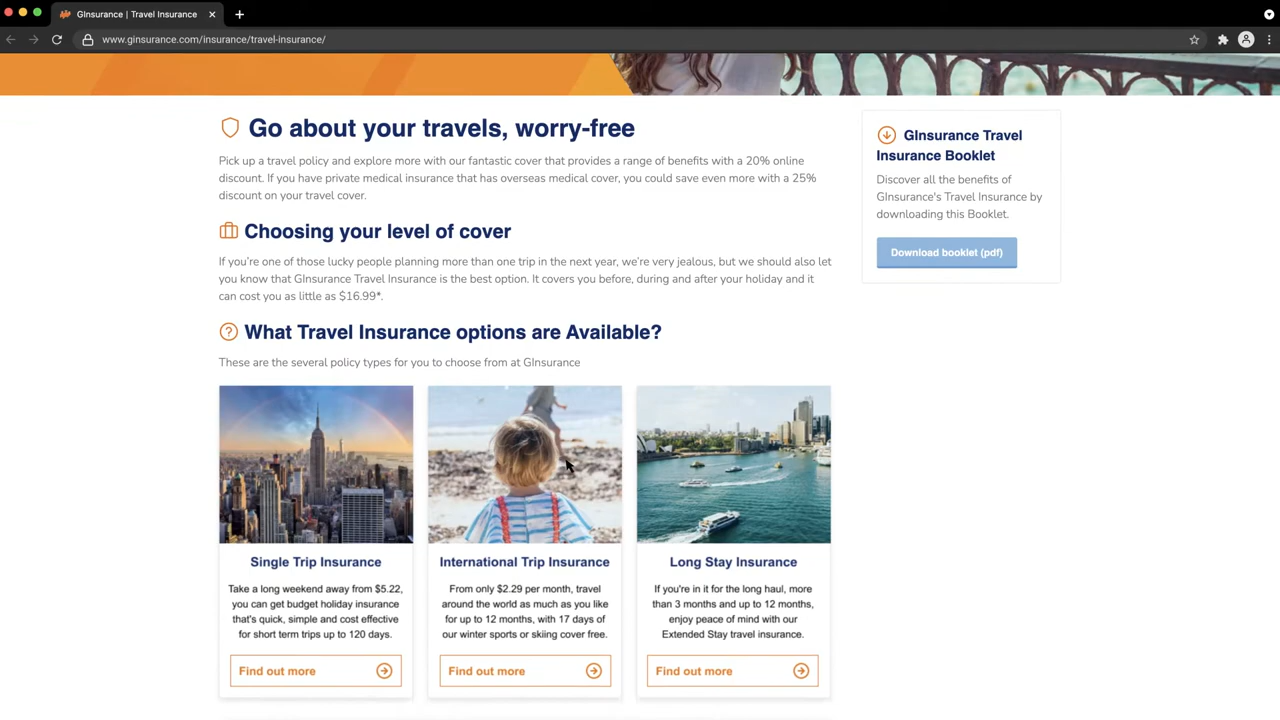 GInsurance | Travel Insurance
www.ginsurance.com/insurance/travel-insurance/
Go about your travels, worry-free
Pick up a travel policy and explore more with our fantastic cover that provides a range of benefits with a 20% online
discount. If you have private medical insurance that has overseas medical cover, you could save even more with a 25%
discount on your travel cover.
Choosing your level of cover
If you're one of those lucky people planning more than one trip in the next year, we're very jealous, but we should also let
you know that GInsurance Travel Insurance is the best option. It covers you before, during and after your holiday and it
can cost you as little as $16.99*.
What Travel Insurance options are Available?
These are the several policy types for you to choose from at GInsurance
Single Trip Insurance
Take a long weekend away from $5.22,
you can get budget holiday insurance
that's quick, simple and cost effective
for short term trips up to 120 days.
Find out more
International Trip Insurance
From only $2.29 per month, travel
around the world as much as you like
for up to 12 months, with 17 days of
our winter sports or skiing cover free.
Find out more
Long Stay Insurance
If you're in it for the long haul, more
than 3 months and up to 12 months,
enjoy peace of mind with our
Extended Stay travel insurance.
Find out more
GInsurance Travel
Insurance Booklet
Discover all the benefits of
GInsurance's Travel Insurance by
downloading this Booklet.
Download booklet (pdf)